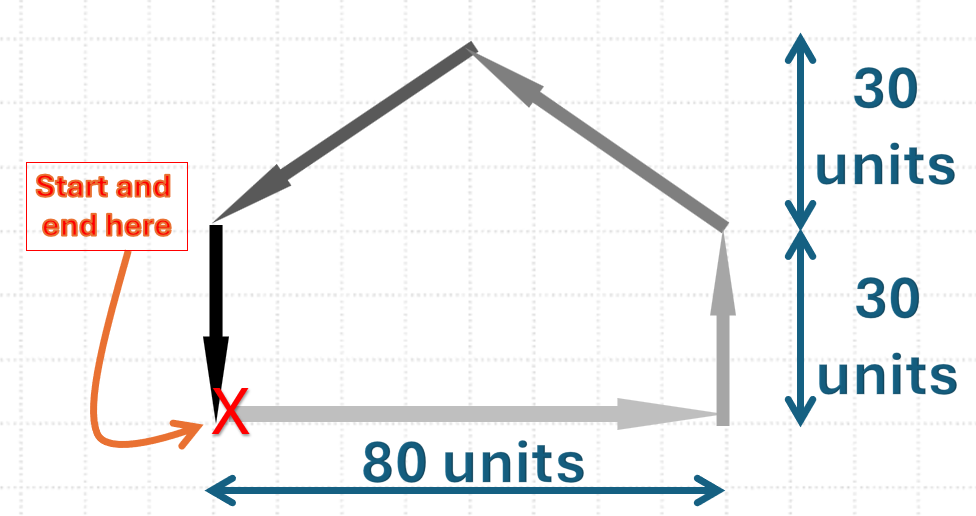 30
units
Start and
end here
30
units
X
80 units